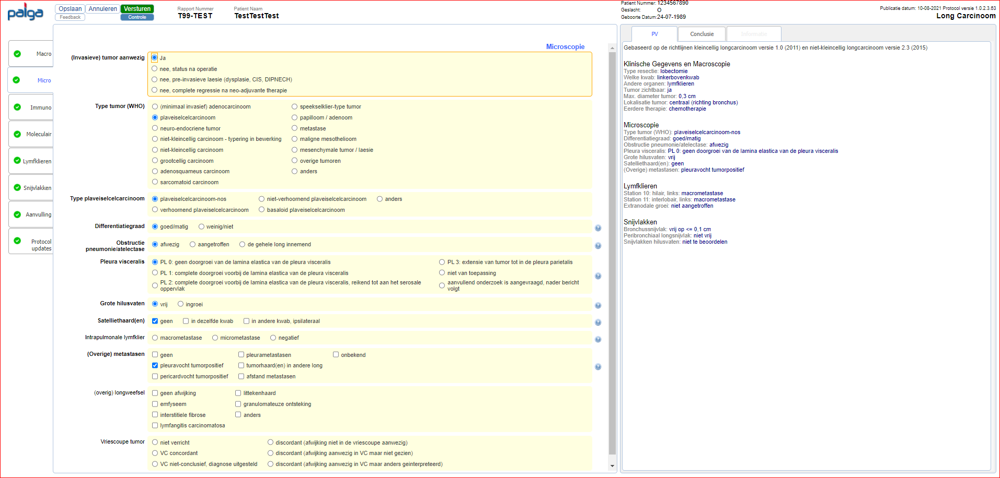 palga
Opslaan Annuleren Versturen
Feedback Controle
Rapport Nummer
T99-TEST
Patient Naam
TestTestTest
Patient Nummer: 1234567890
Geslacht: O
Geboorte Datum: 24-07-1989
Publicatie datum: 10-08-2021 Protocol versie 1.0.2.3.63
Long Carcinoom
Macro
Micro
Immuno
Moleculair
Lymfklieren
Snijvlakken
Aanvulling
Protocol
updates
Microscopie
(Invasieve) tumor aanwezig
Ja
nee, status na operatie
nee, pre-invasieve laesie (dysplasie, CIS, DIPNECH)
nee, complete regressie na neo-adjuvante therapie
Type tumor (WHO)
(minimaal invasief) adenocarcinoom speekselklier-type tumor
plaveiselcelcarcinoom papilloom / adenoom
neuro-endocriene tumor metastase
niet-kleincellig carcinoom - typering in bewerking maligne mesothelioom
niet-kleincellig carcinoom mesenchymale tumor / laesie
grootcellig carcinoom overige tumoren
adenosquameus carcinoom anders
sarcomatoid carcinoom
Type plaveiselcelcarcinoom
plaveiselcelcarcinoom-nos niet-verhoornend plaveiselcelcarcinoom anders
verhoornend plaveiselcelcarcinoom basaloid plaveiselcelcarcinoom
Differentiatiegraad
goed/matig weinig/niet
Obstructie
pneumonie/atelectase
afwezig aangetroffen de gehele long innemend
Pleura visceralis
PL 0: geen doorgroei van de lamina elastica van de pleura visceralis PL 3: extensie van tumor tot in de pleura parietalis
PL 1: complete doorgroei voorbij de lamina elastica van de pleura visceralis niet van toepassing
PL 2: complete doorgroei voorbij de lamina elastica van de pleura visceralis, reikend tot aan het serosale
oppervlak
aanvullend onderzoek is aangevraagd, nader bericht
volgt
Grote hilusvaten
vrij ingroei
Satelliethaard(en)
geen in dezelfde kwab in andere kwab, ipsilateraal
Intrapulmonale lymfklier
macrometastase micrometastase negatief
(Overige) metastasen
geen pleurametastasen onbekend
pleuravocht tumorpositief tumorhaard(en) in andere long
pericardvocht tumorpositief afstand metastasen
(overig) longweefsel
geen afwijking littekenhaard
emfyseem granulomateuze ontsteking
interstitiele fibrose anders
lymfangitis carcinomatosa
Vriescoupe tumor
niet verricht discordant (afwijking niet in de vriescoupe aanwezig)
VC concordant discordant (afwijking aanwezig in VC maar niet gezien)
VC niet-conclusief, diagnose uitgesteld discordant (afwijking aanwezig in VC maar anders geinterpreteerd)
PV Conclusie Informatie
Gebaseerd op de richtlijnen kleincellig longcarcinoom versie 1.0 (2011) en niet-kleincellig longcarcinoom versie 2.3 (2015)
Klinische Gegevens en Macroscopie
Type resectie: lobectomie
Welke kwab: linkerbovenkwab
Andere organen: lymfklieren
Tumor zichtbaar: ja
Max. diameter tumor: 0,3 cm
Lokalisatie tumor: centraal (richting bronchus)
Eerdere therapie: chemotherapie
Microscopie
Type tumor (WHO): plaveiselcelcarcinoom-nos
Differentiatiegraad: goed/matig
Obstructie pneumonie/atelectase: afwezig
Pleura visceralis: PL 0: geen doorgroei van de lamina elastica van de pleura visceralis
Grote hilusvaten: vrij
Satelliethaard(en): geen
(Overige) metastasen: pleuravocht tumorpositief
Lymfklieren
Station 10: hilair, links: macrometastase
Station 11: interlobair, links: macrometastase
Extranodale groei: niet aangetroffen
Snijvlakken
Bronchussnijvlak: vrij op <= 0,1 cm
Peribronchiaal longsnijvlak: niet vrij
Snijvlakken hilusvaten: niet te beoordelen